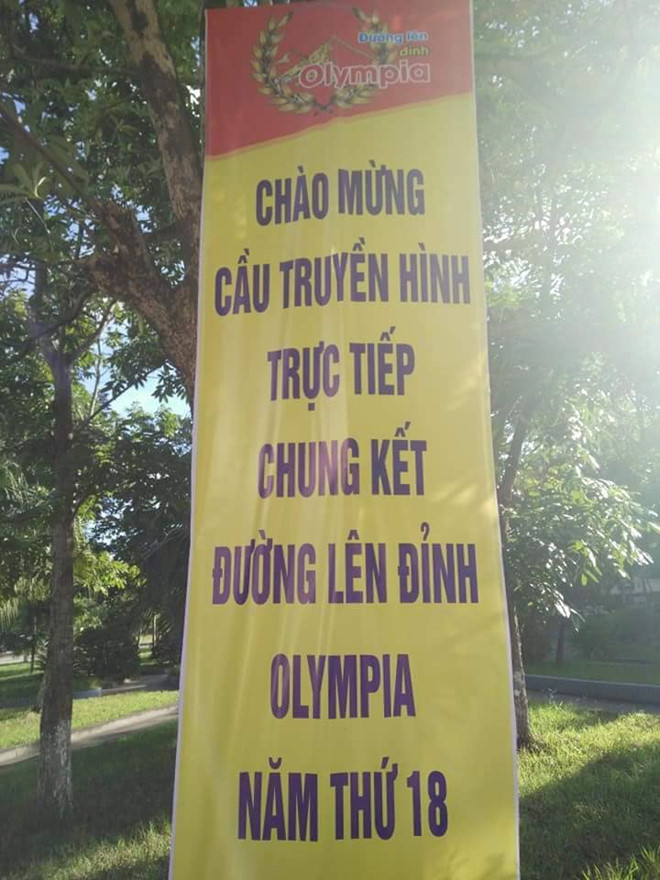 Đường lên
đỉnh
Olympia
CHÀO MỪNG
CẦU TRUYỀN HÌNH
TRỰC TIẾP
CHUNG KẾT
ĐƯỜNG LÊN ĐỈNH
OLYMPIA
NĂM THỨ 18